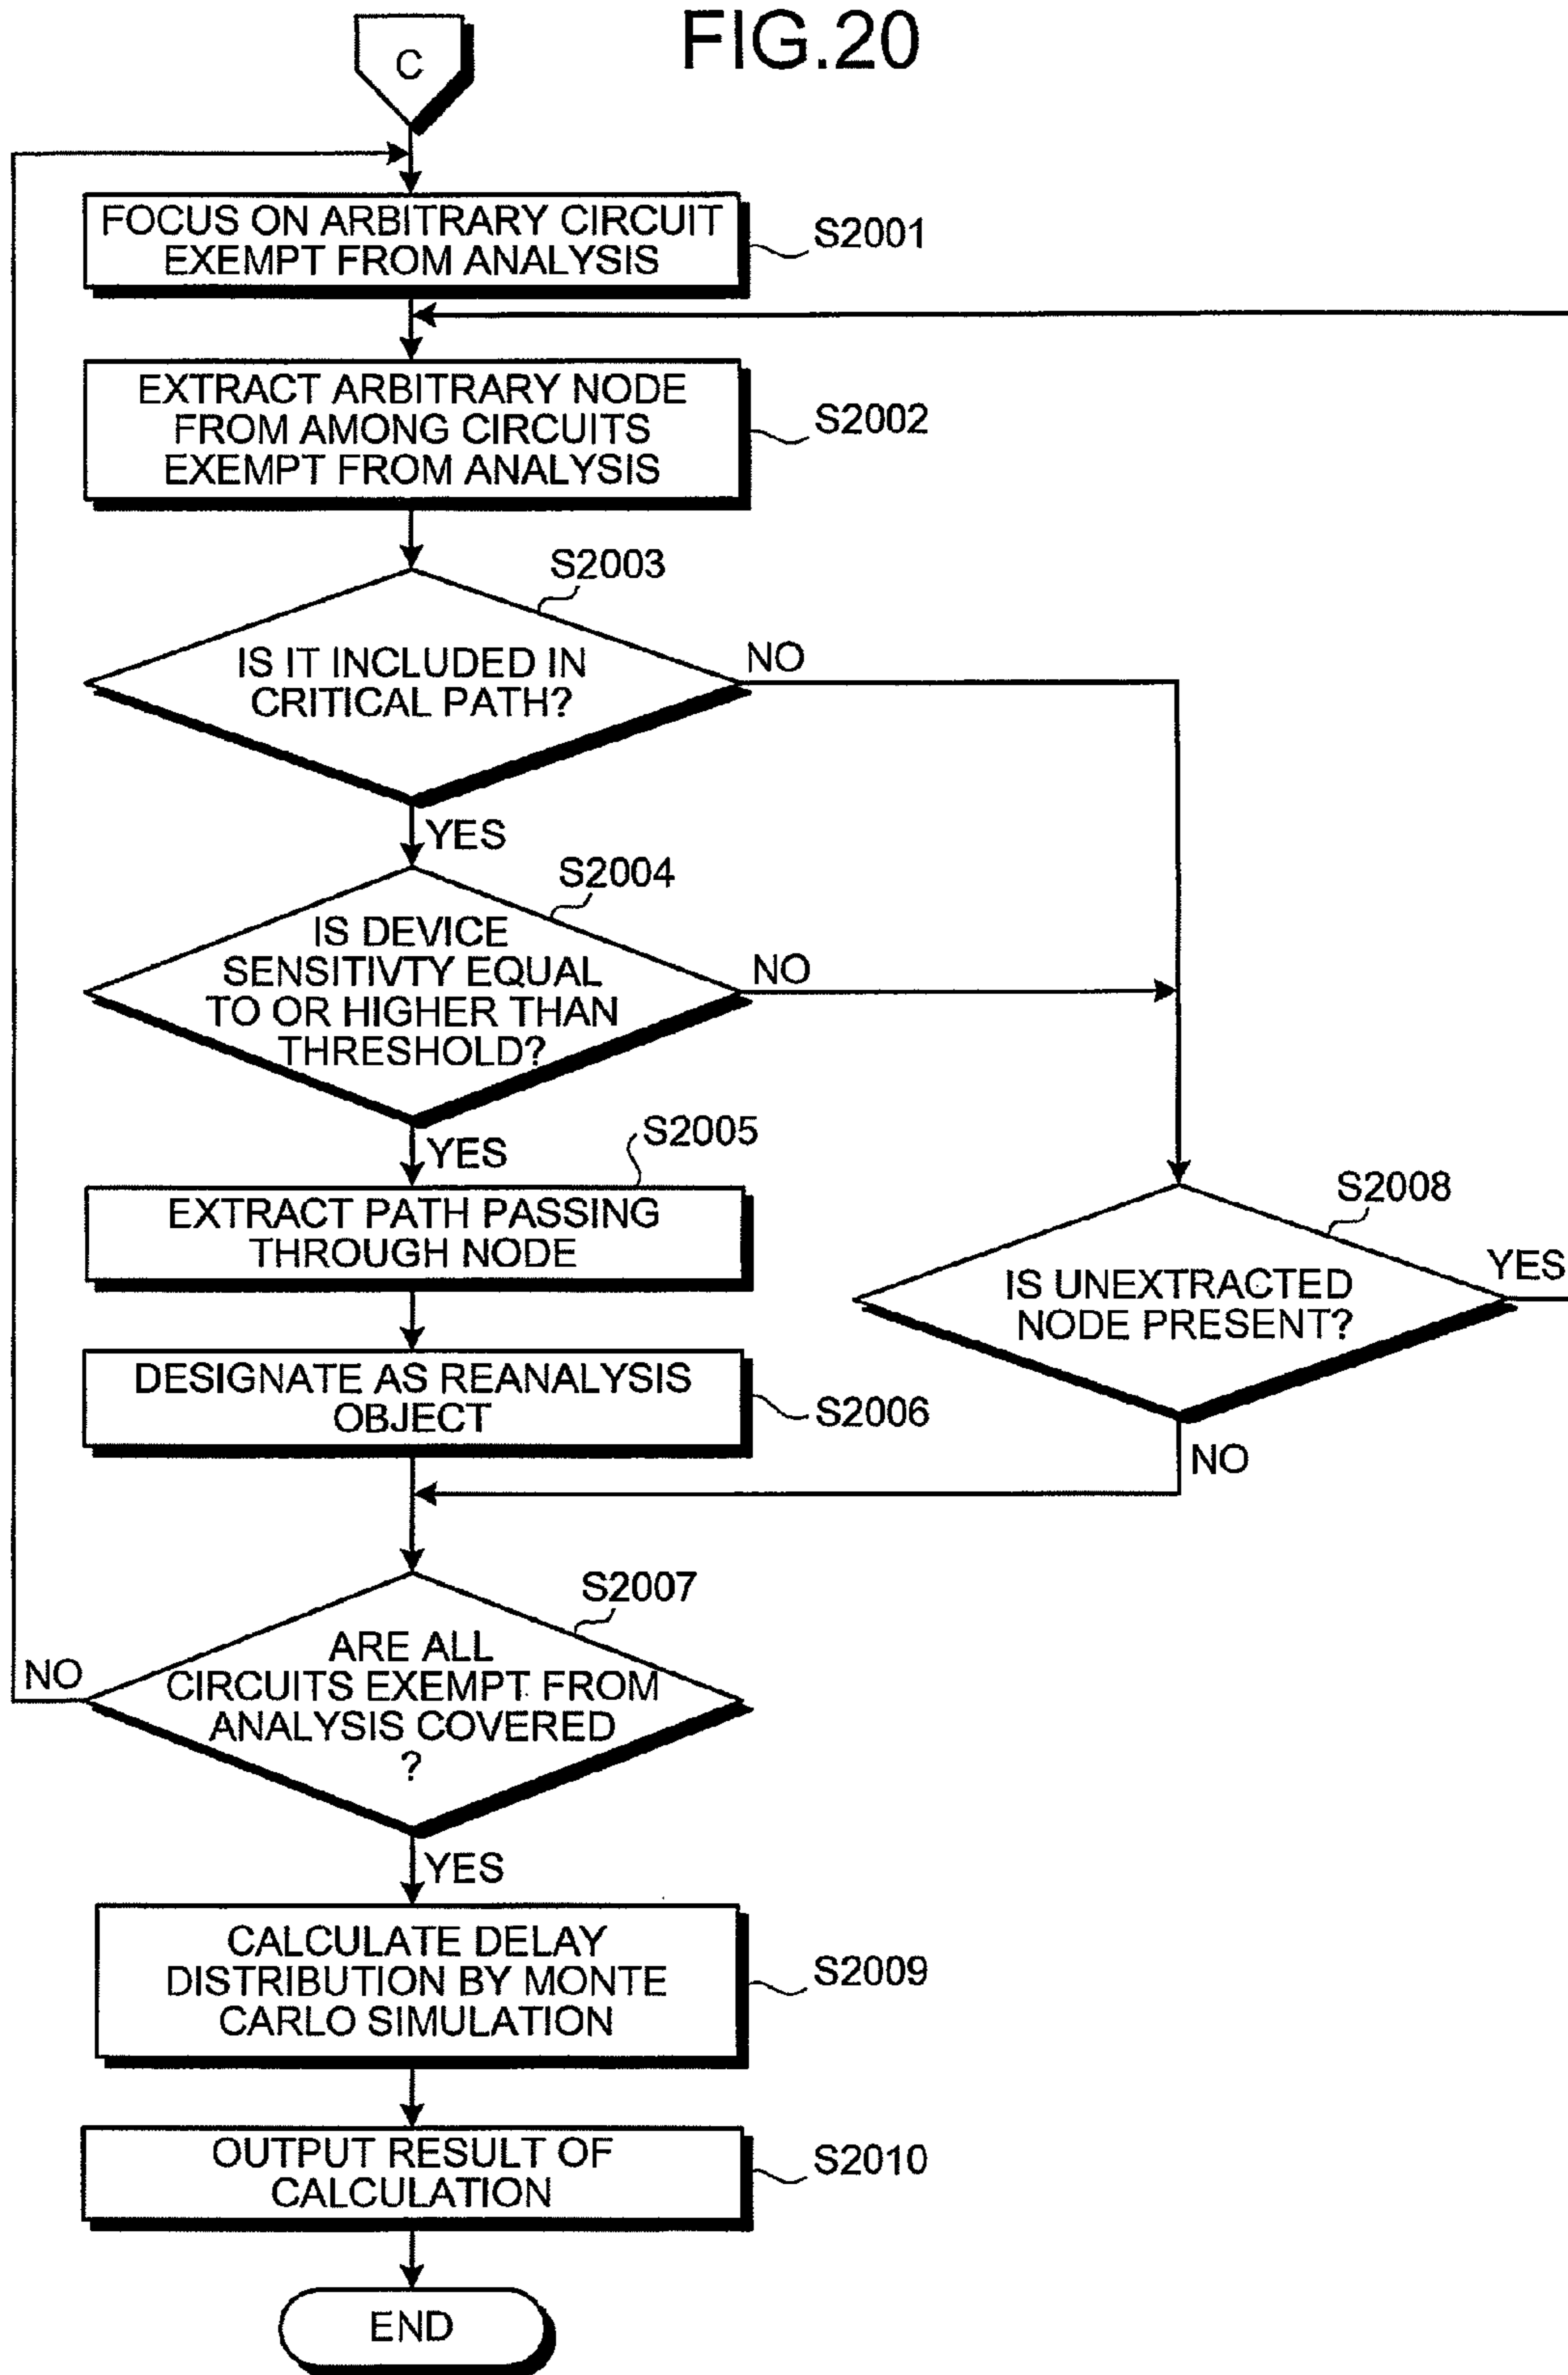 FIG.20
C
FOCUS ON ARBITRARY CIRCUIT
EXEMPT FROM ANALYSIS
S2001
EXTRACT ARBITRARY NODE
FROM AMONG CIRCUITS
EXEMPT FROM ANALYSIS
S2002
S2003
IS IT INCLUDED IN
CRITICAL PATH?
NO
YES
S2004
IS DEVICE
SENSITIVTY EQUAL
TO OR HIGHER THAN
THRESHOLD?
NO
YES
S2005
EXTRACT PATH PASSING
THROUGH NODE
S2008
IS UNEXTRACTED
NODE PRESENT?
YES
NO
DESIGNATE AS REANALYSIS
OBJECT
S2006
S2007
ARE ALL
CIRCUITS EXEMPT FROM
ANALYSIS COVERED
?
NO
YES
CALCULATE DELAY
DISTRIBUTION BY MONTE
CARLO SIMULATION
S2009
OUTPUT RESULT OF
CALCULATION
S2010
END